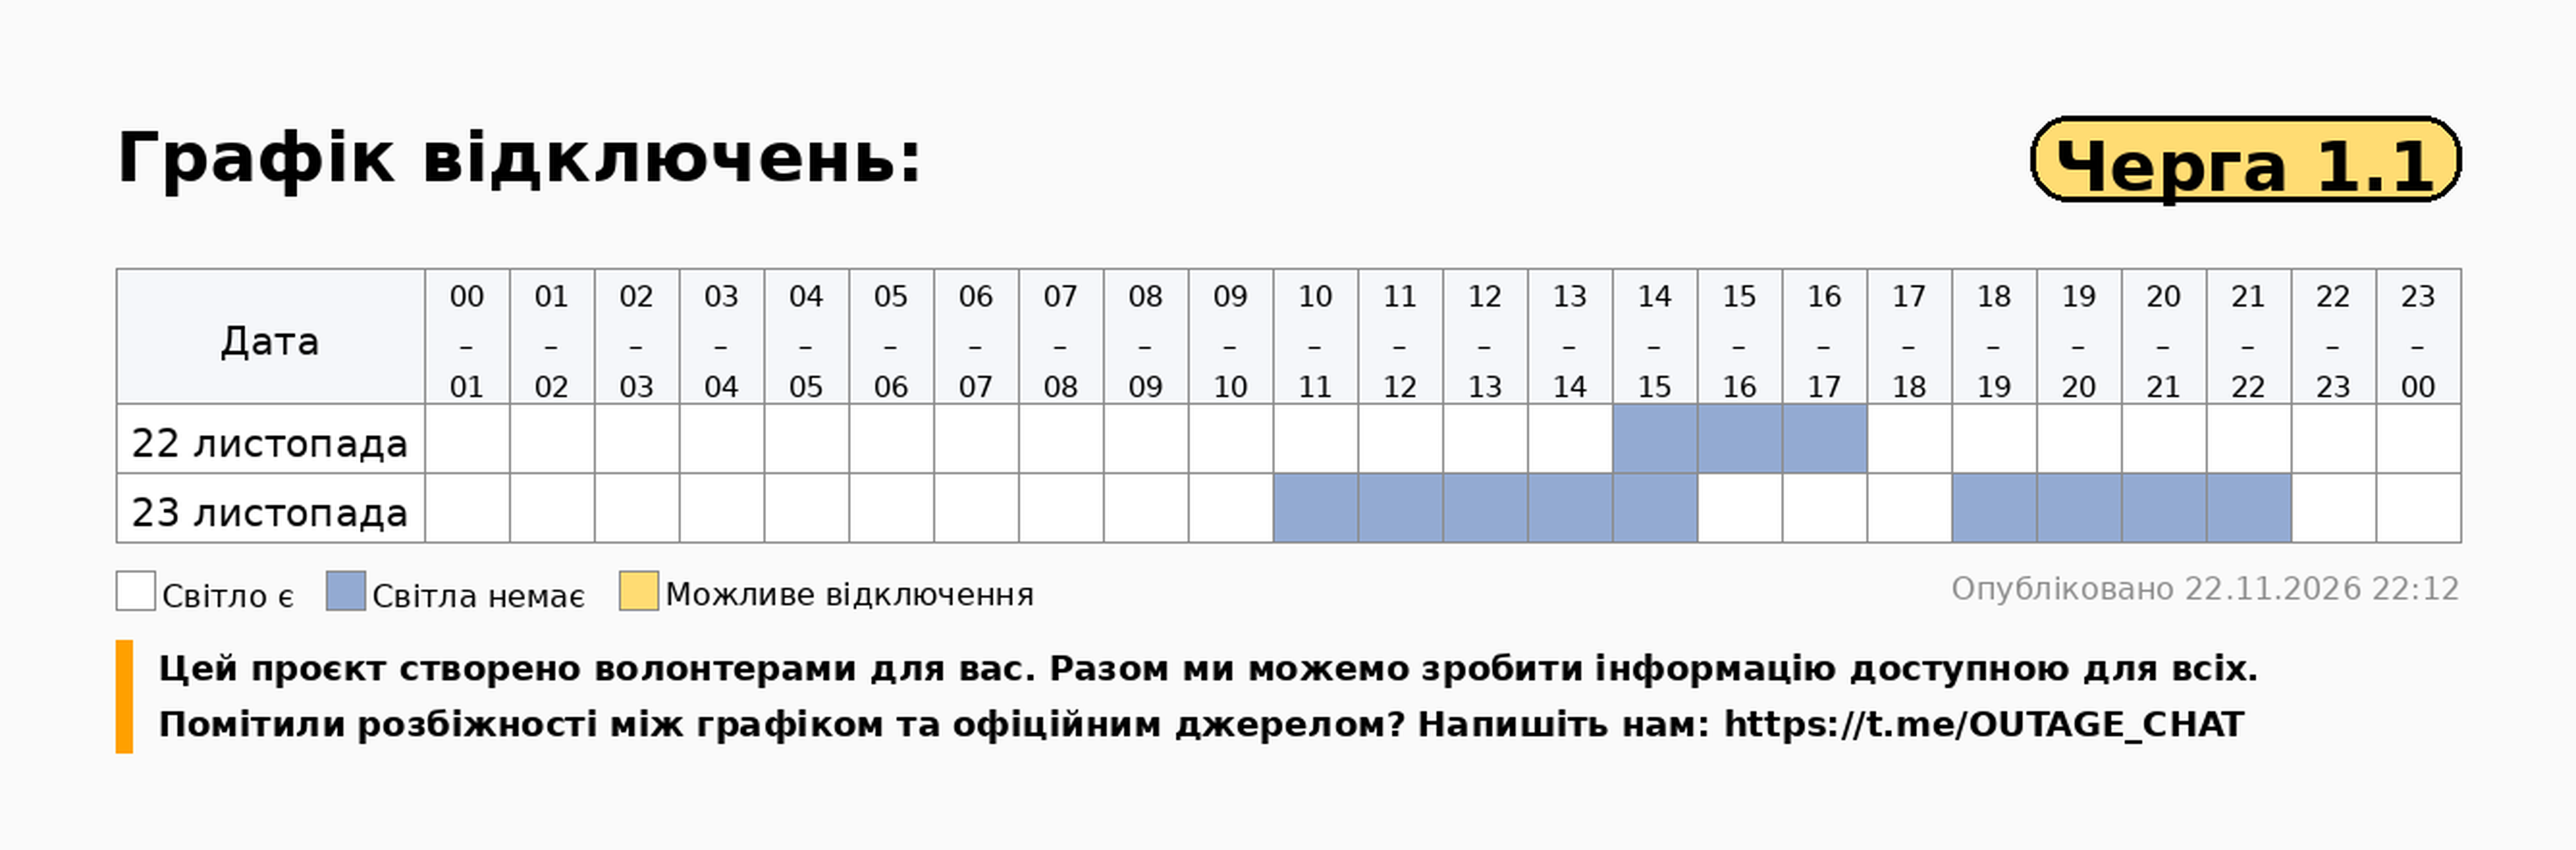 Графік відключень:
Черга 1.1
Дата 00–01 01–02 02–03 03–04 04–05 05–06 06–07 07–08 08–09 09–10 10–11 11–12 12–13 13–14 14–15 15–16 16–17 17–18 18–19 19–20 20–21 21–22 22–23 23–00
22 листопада
23 листопада
Світло є Світла немає Можливе відключення
Опубліковано 22.11.2026 22:12
Цей проєкт створено волонтерами для вас. Разом ми можемо зробити інформацію доступною для всіх.
Помітили розбіжності між графіком та офіційним джерелом? Напишіть нам: https://t.me/OUTAGE_CHAT